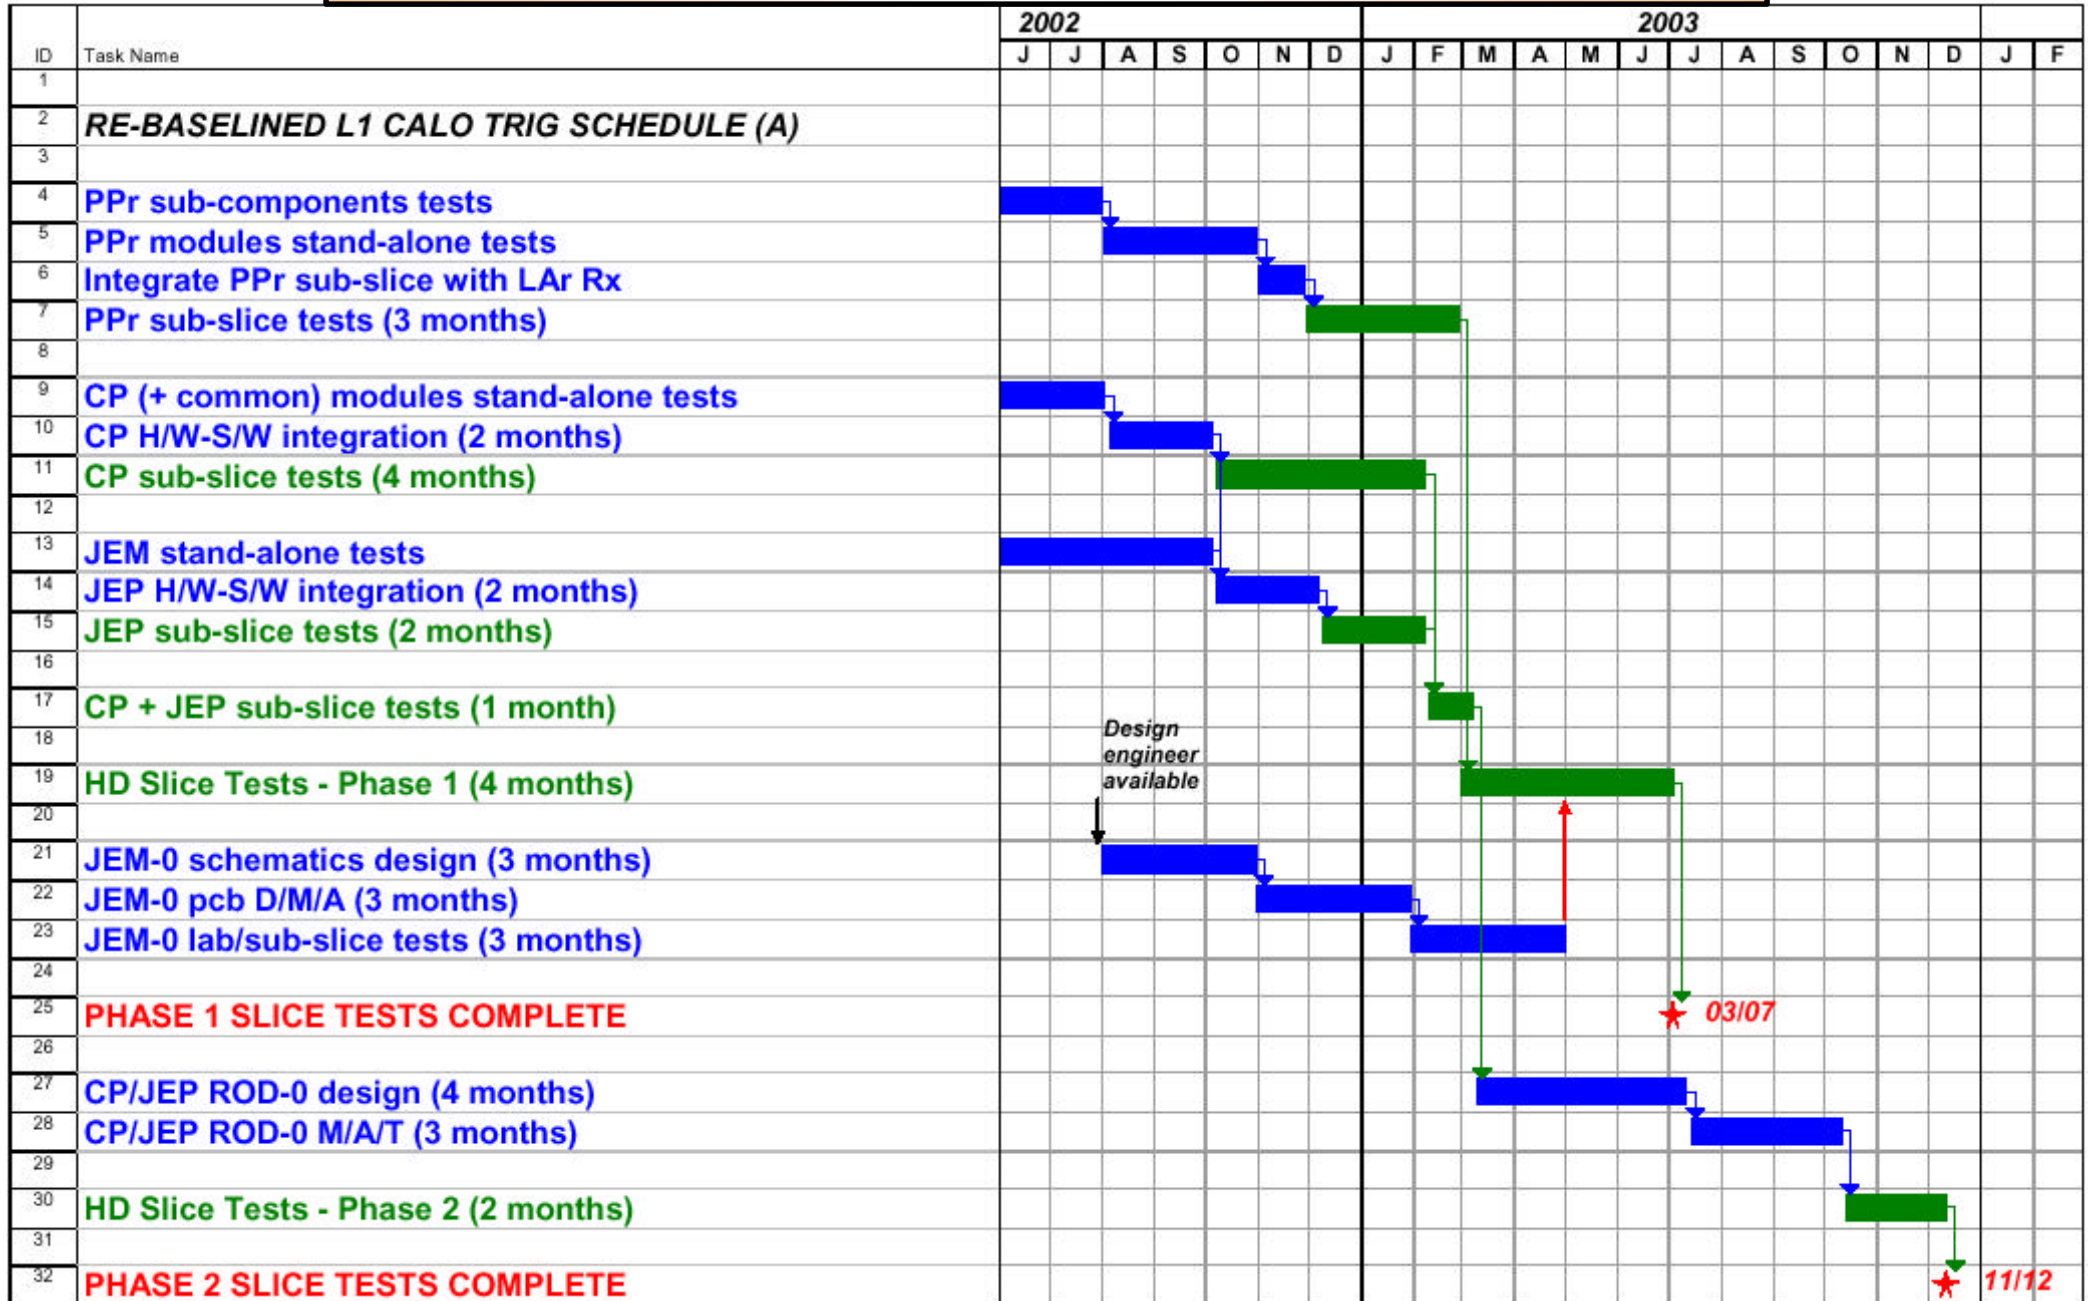 2002 2003
ID Task Name J J A S O N D J F M A M J J A S O N D J F
1
2 RE-BASELINED L1 CALO TRIG SCHEDULE (A)
3
4 PPr sub-components tests
5 PPr modules stand-alone tests
6 Integrate PPr sub-slice with LAr Rx
7 PPr sub-slice tests (3 months)
8
9 CP (+ common) modules stand-alone tests
10 CP H/W-S/W integration (2 months)
11 CP sub-slice tests (4 months)
12
13 JEM stand-alone tests
14 JEP H/W-S/W integration (2 months)
15 JEP sub-slice tests (2 months)
16
17 CP + JEP sub-slice tests (1 month)
18
Design
engineer
available
19 HD Slice Tests - Phase 1 (4 months)
20
21 JEM-0 schematics design (3 months)
22 JEM-0 pcb D/M/A (3 months)
23 JEM-0 lab/sub-slice tests (3 months)
24
25 PHASE 1 SLICE TESTS COMPLETE 03/07
26
27 CP/JEP ROD-0 design (4 months)
28 CP/JEP ROD-0 M/A/T (3 months)
29
30 HD Slice Tests - Phase 2 (2 months)
31
32 PHASE 2 SLICE TESTS COMPLETE 11/12